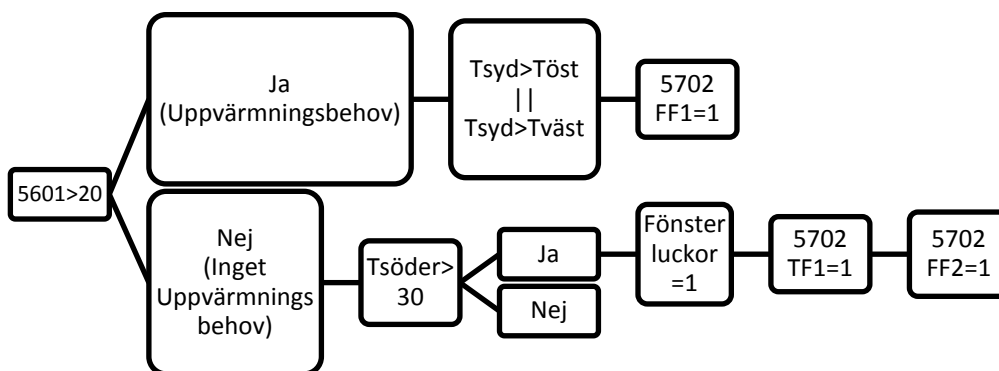 5601>20
Ja
(Uppvärmningsbehov)
Tsyd>Töst
||
Tsyd>Tväst
5702
FF1=1
Nej
(Inget
Uppvärmnings
behov)
Tsöder>
30
Ja
Nej
Fönster
luckor
=1
5702
TF1=1
5702
FF2=1